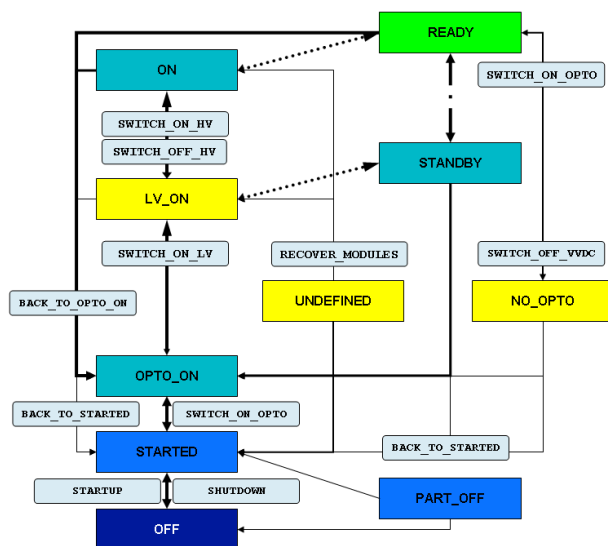 READY
ON
SWITCH_ON_OPTO
SWITCH_ON_HV
SWITCH_OFF_HV
STANDBY
LV_ON
SWITCH_ON_LV
RECOVER_MODULES
SWITCH_OFF_VVDC
BACK_TO_OPTO_ON
UNDEFINED
NO_OPTO
OPTO_ON
BACK_TO_STARTED
SWITCH_ON_OPTO
STARTED
BACK_TO_STARTED
STARTUP
SHUTDOWN
PART_OFF
OFF